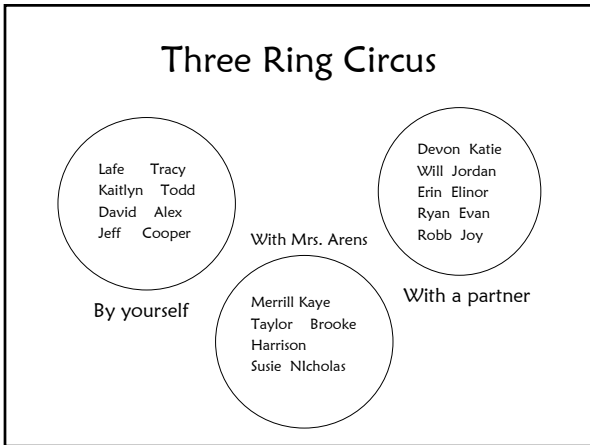 Three Ring Circus
Lafe Tracy
Kaitlyn Todd
David Alex
Jeff Cooper
By yourself
With Mrs. Arens
Merrill Kaye
Taylor Brooke
Harrison
Susie NIcholas
Devon Katie
Will Jordan
Erin Elinor
Ryan Evan
Robb Joy
With a partner